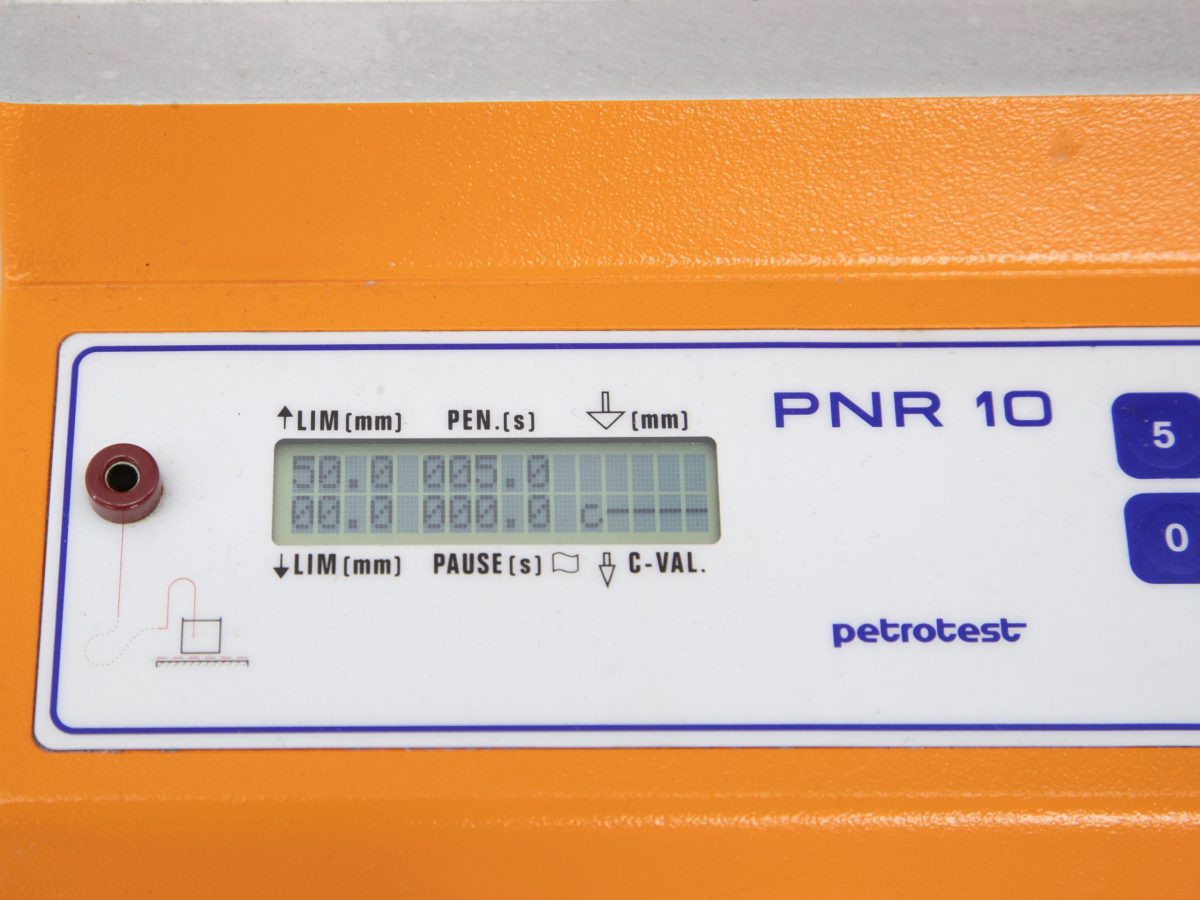 ↑LIM (mm) PEN.(s) ⇩ (mm)
PNR 10
50.0 005.0
00.0 000.0 c----
↓LIM (mm) PAUSE (s) ⇩ C-VAL.
5
0
petrotest